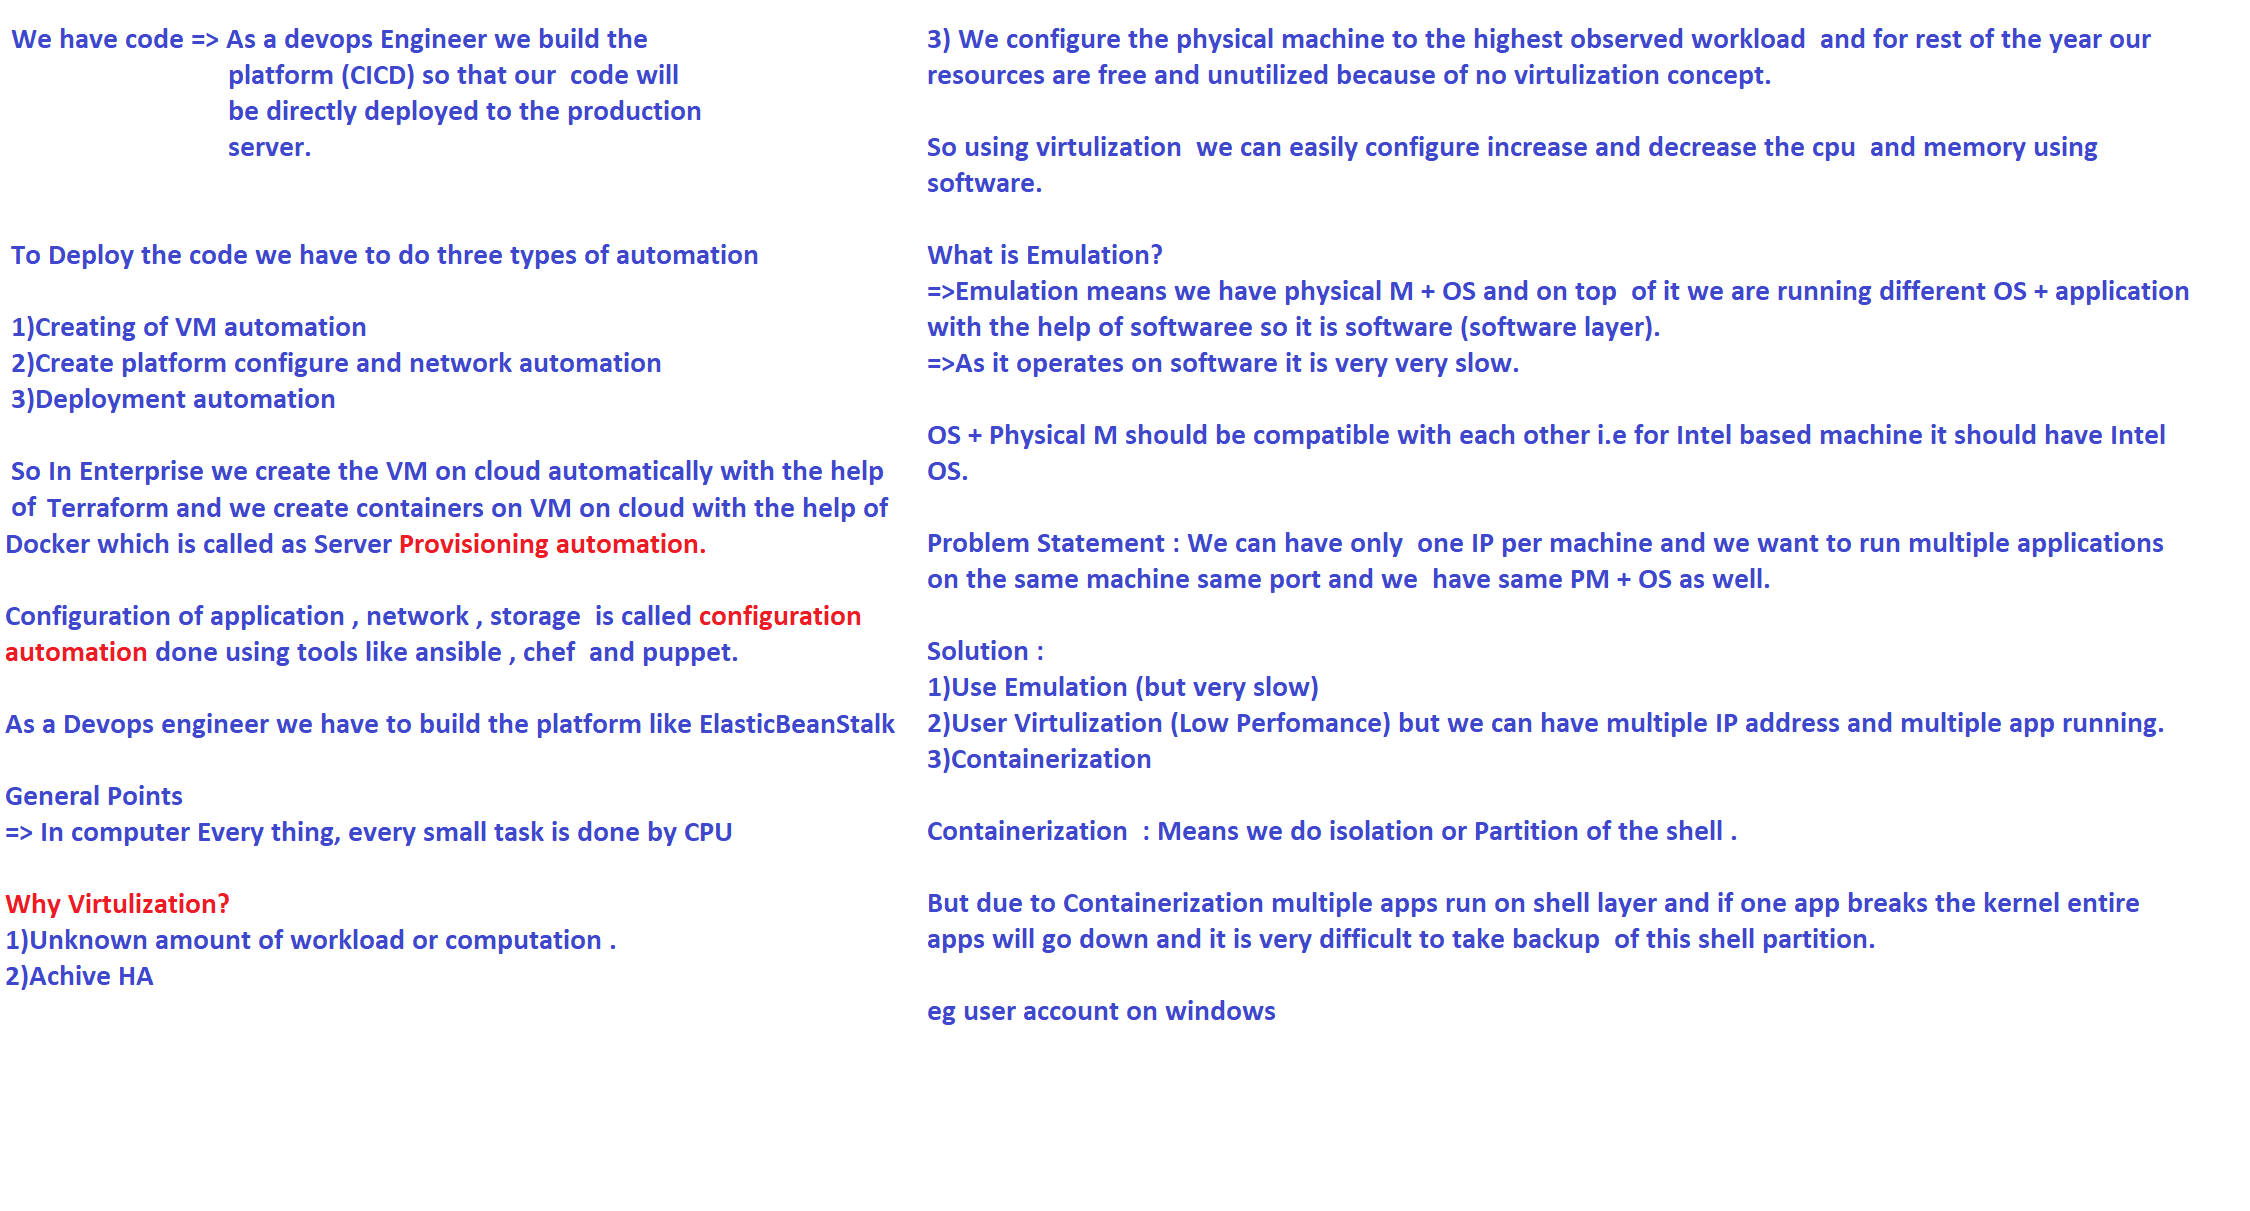 We have code => As a devops Engineer we build the
platform (CICD) so that our code will
be directly deployed to the production
server.
To Deploy the code we have to do three types of automation
1)Creating of VM automation
2)Create platform configure and network automation
3)Deployment automation
So In Enterprise we create the VM on cloud automatically with the help
of Terraform and we create containers on VM on cloud with the help of
Docker which is called as Server Provisioning automation.
Configuration of application , network , storage is called configuration
automation done using tools like ansible , chef and puppet.
As a Devops engineer we have to build the platform like ElasticBeanStalk
General Points
=> In computer Every thing, every small task is done by CPU
Why Virtulization?
1)Unknown amount of workload or computation .
2)Achive HA
3) We configure the physical machine to the highest observed workload and for rest of the year our
resources are free and unutilized because of no virtulization concept.
So using virtulization we can easily configure increase and decrease the cpu and memory using
software.
What is Emulation?
=>Emulation means we have physical M + OS and on top of it we are running different OS + application
with the help of softwaree so it is software (software layer).
=>As it operates on software it is very very slow.
OS + Physical M should be compatible with each other i.e for Intel based machine it should have Intel
OS.
Problem Statement : We can have only one IP per machine and we want to run multiple applications
on the same machine same port and we have same PM + OS as well.
Solution :
1)Use Emulation (but very slow)
2)User Virtulization (Low Perfomance) but we can have multiple IP address and multiple app running.
3)Containerization
Containerization : Means we do isolation or Partition of the shell .
But due to Containerization multiple apps run on shell layer and if one app breaks the kernel entire
apps will go down and it is very difficult to take backup of this shell partition.
eg user account on windows